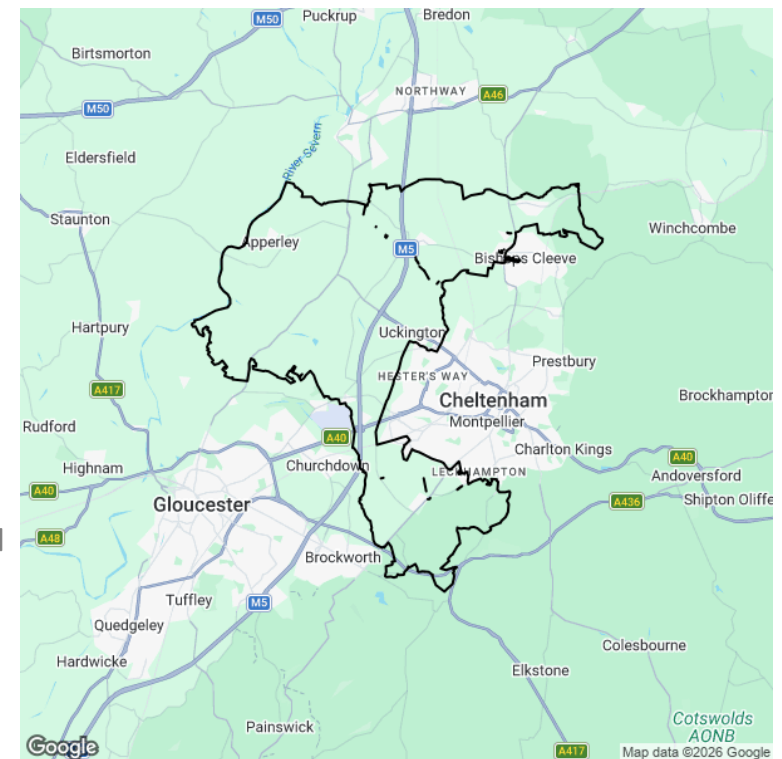 M50
Puckrup
Bredon
Birtsmorton
NORTHWAY
A46
M50
Eldersfield
River Severn
Staunton
Winchcombe
Apperley
M5
Bishops Cleeve
Hartpury
Uckington
Prestbury
HESTER'S WAY
A417
Cheltenham
Brockhampton
Montpellier
Rudford
A40
Charlton Kings
A40
Highnam
Churchdown
LECKHAMPTON
Andoversford
A40
Gloucester
A436
Shipton Oliffe
A48
Brockworth
Tuffley
M5
Quedgeley
Colesbourne
Hardwicke
Elkstone
Painswick
Cotswolds
AONB
Google
A417
Map data ©2026 Google